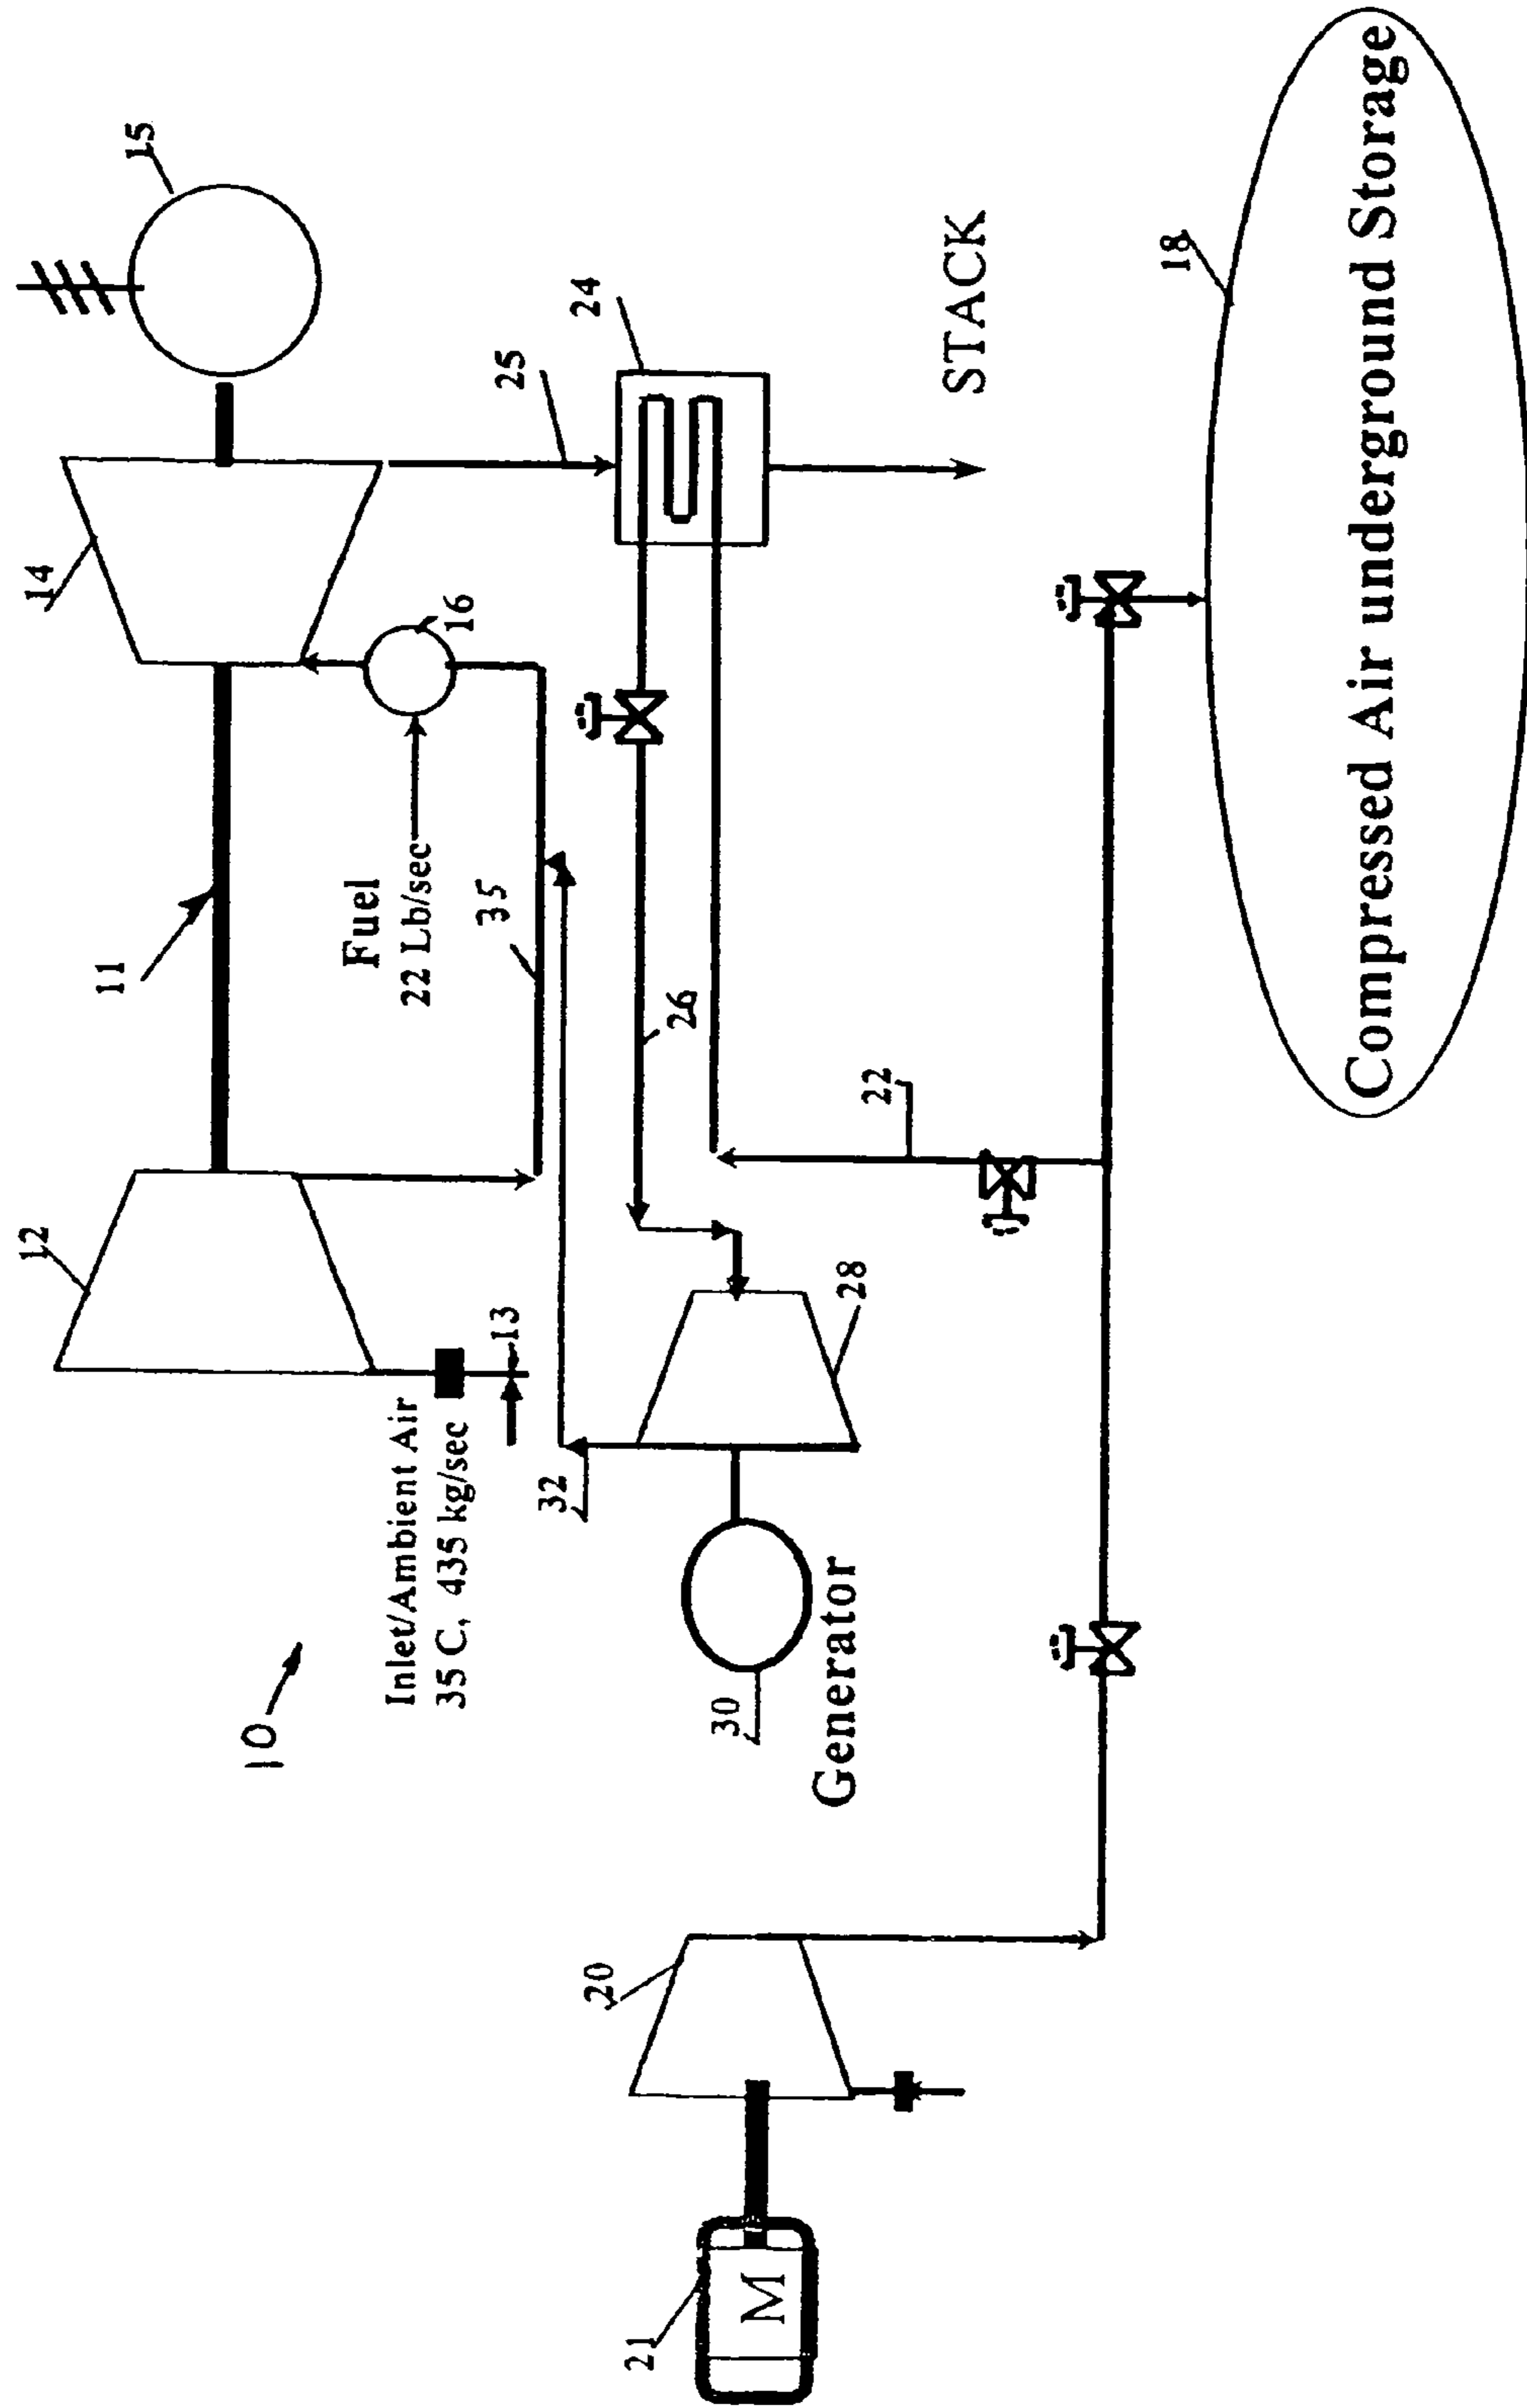 10
11
12
13
14
15
16
Fuel
22 Lb/sec
Inlet/Ambient Air
35 C, 435 kg/sec
35
25
24
STACK
26
22
32
28
30
Generator
20
21
M
18
Compressed Air underground Storage